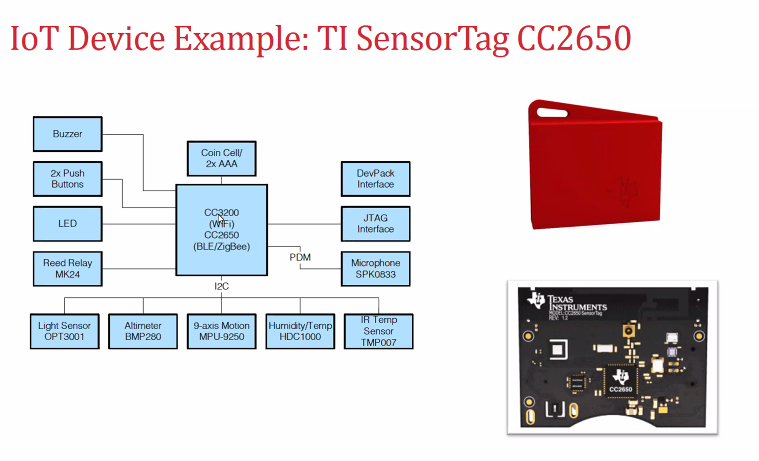 IoT Device Example: TI SensorTag CC2650
Buzzer
Coin Cell/
2x AAA
2x Push
Buttons
DevPack
Interface
LED
CC3200
(WiFi)
CC2650
(BLE/ZigBee)
JTAG
Interface
Reed Relay
MK24
PDM
Microphone
SPK0833
I2C
Light Sensor
OPT3001
Altimeter
BMP280
9-axis Motion
MPU-9250
Humidity/Temp
HDC1000
IR Temp
Sensor
TMP007
TEXAS
INSTRUMENTS
MODEL:CC2650 SensorTag
REV: 1.2
CC2650